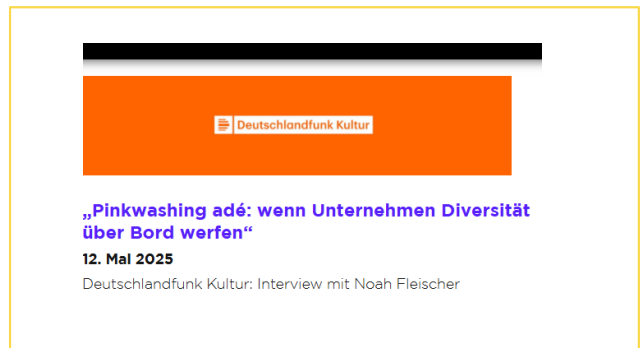 Deutschlandfunk Kultur
„Pinkwashing adé: wenn Unternehmen Diversität
über Bord werfen“
12. Mai 2025
Deutschlandfunk Kultur: Interview mit Noah Fleischer